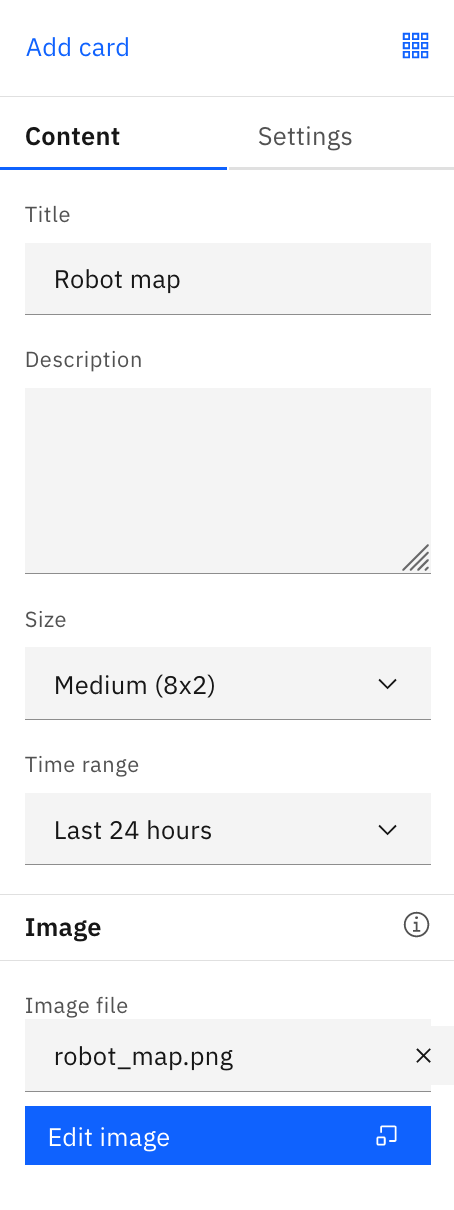 Add card
Content
Settings
Title
Robot map
Description
Size
Medium (8x2)
Time range
Last 24 hours
Image
Image file
robot_map.png
Edit image